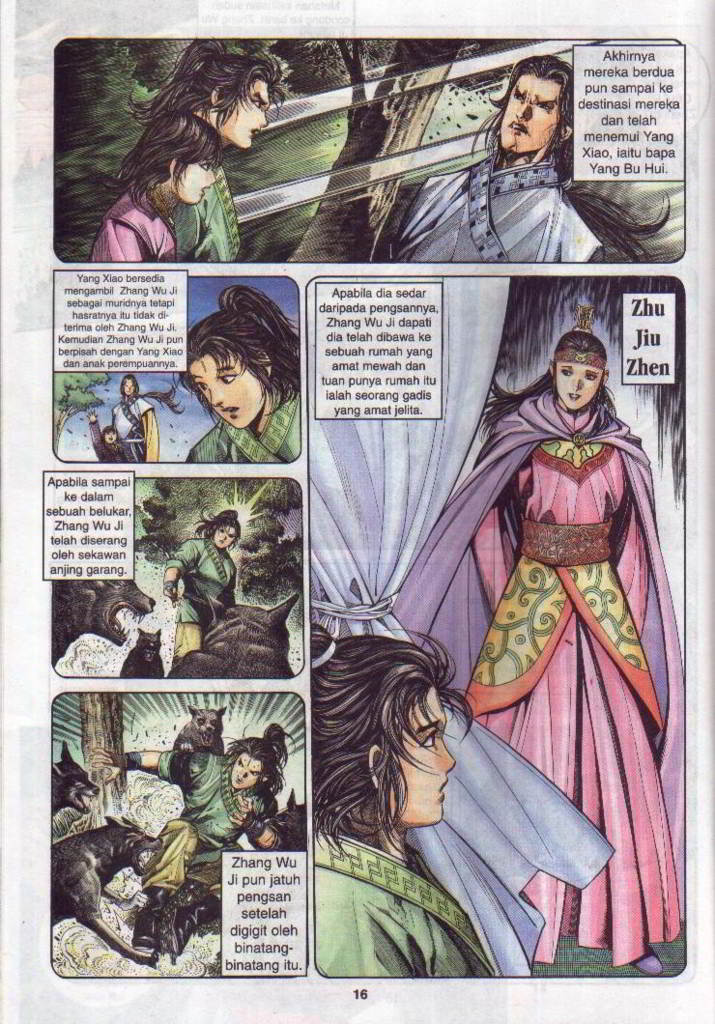 Akhirnya
mereka berdua
pun sampai ke
destinasi mereka
dan telah
menemui Yang
Xiao, iaitu bapa
Yang Bu Hui.
Yang Xiao bersedia
mengambil Zhang Wu Ji
sebagai muridnya tetapi
hasratnya itu tidak di-
terima oleh Zhang Wu Ji.
Kemudian Zhang Wu Ji pun
berpisah dengan Yang Xiao
dan anak perempuannya.
Apabila sampai
ke dalam
sebuah belukar,
Zhang Wu Ji
telah diserang
oleh sekawan
anjing garang.
Zhang Wu
Ji pun jatuh
pengsan
setelah
digigit oleh
binatang-
binatang itu.
Apabila dia sedar
daripada pengsannya,
Zhang Wu Ji dapati
dia telah dibawa ke
sebuah rumah yang
amat mewah dan
tuan punya rumah itu
ialah seorang gadis
yang amat jelita.
Zhu
Jiu
Zhen
16